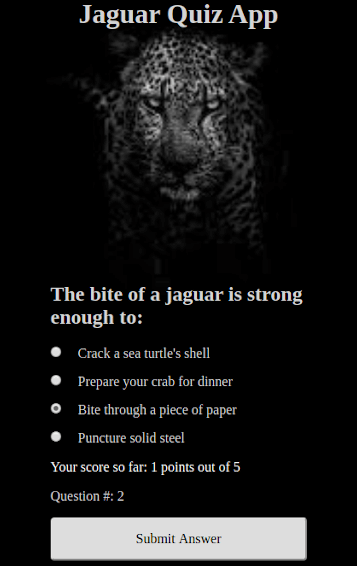 Jaguar Quiz App
The bite of a jaguar is strong
enough to:
Crack a sea turtle's shell
Prepare your crab for dinner
Bite through a piece of paper
Puncture solid steel
Your score so far: 1 points out of 5
Question #: 2
Submit Answer